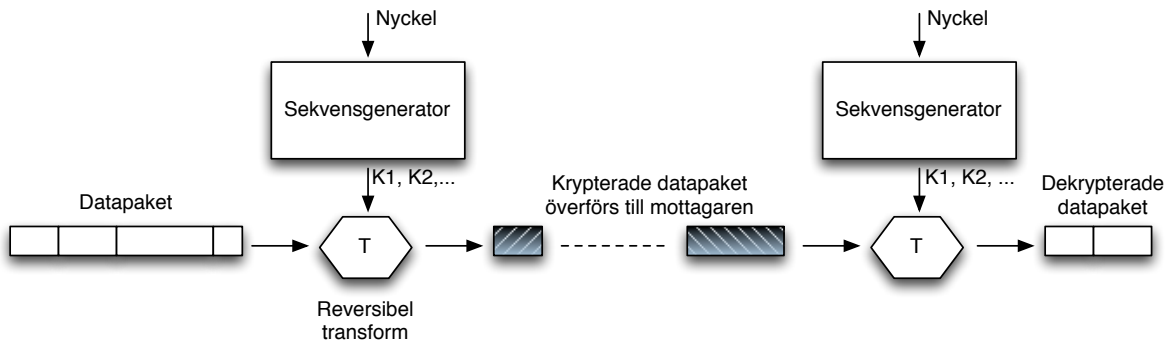 Nyckel
Sekvensgenerator
K1, K2,...
Datapaket
T
Reversibel
transform
Krypterade datapaket
överförs till mottagaren
Nyckel
Sekvensgenerator
K1, K2, ...
T
Dekrypterade
datapaket